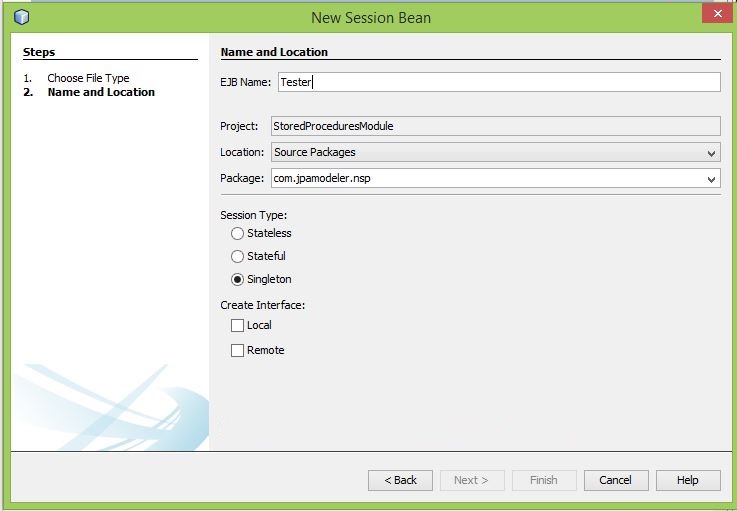 New Session Bean
Steps
1. Choose File Type
2. Name and Location
Name and Location
EJB Name: Tester
Project: StoredProceduresModule
Location: Source Packages
Package: com.jpamodeler.nsp
Session Type:
Stateless
Stateful
Singleton
Create Interface:
Local
Remote
< Back Next > Finish Cancel Help